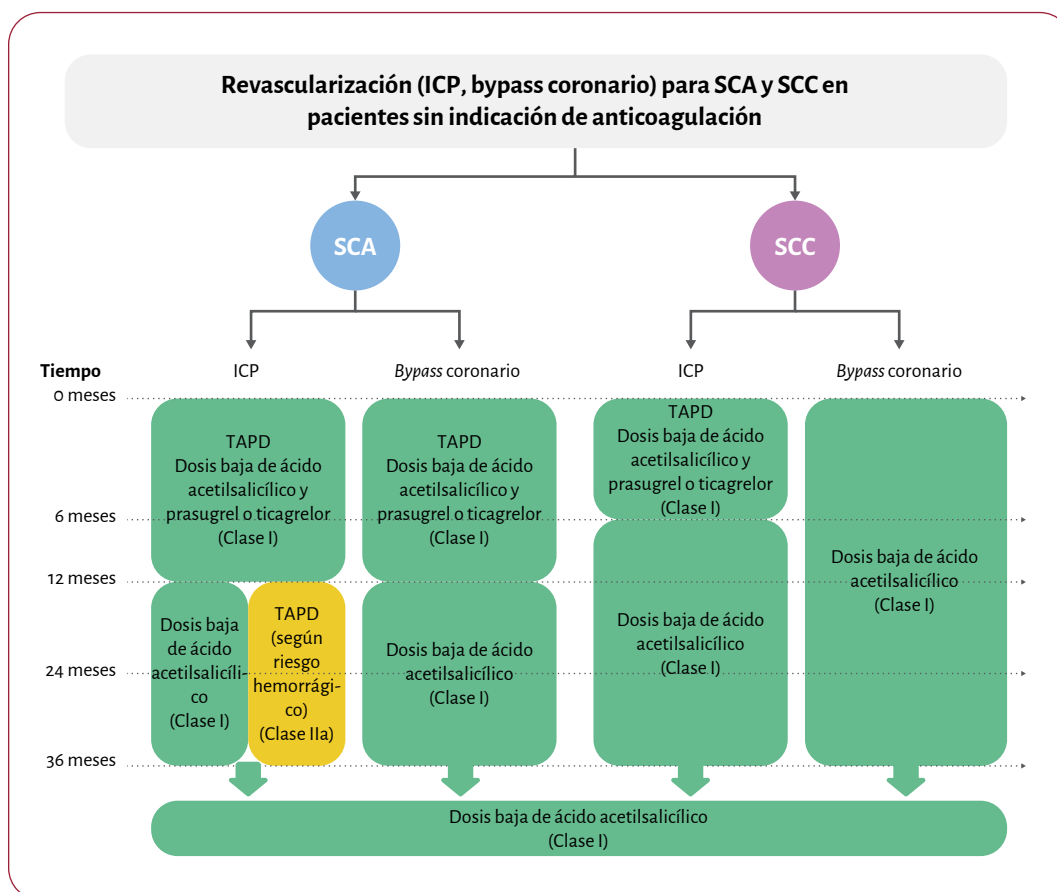 Revascularización (ICP, bypass coronario) para SCA y SCC en
pacientes sin indicación de anticoagulación
SCA
SCC
Tiempo
ICP
Bypass coronario
ICP
Bypass coronario
0 meses
TAPD
Dosis baja de ácido
acetilsalicílico y
prasugrel o ticagrelor
(Clase I)
TAPD
Dosis baja de ácido
acetilsalicílico y
prasugrel o ticagrelor
(Clase I)
TAPD
Dosis baja de ácido
acetilsalicílico y
prasugrel o ticagrelor
(Clase I)
6 meses
Dosis baja de ácido
acetilsalicílico
(Clase I)
12 meses
Dosis baja
de ácido
acetilsalicíli-
co
(Clase I)
TAPD
(según
riesgo
hemorrági-
co)
(Clase IIa)
Dosis baja de ácido
acetilsalicílico
(Clase I)
Dosis baja de ácido
acetilsalicílico
(Clase I)
24 meses
36 meses
Dosis baja de ácido acetilsalicílico
(Clase I)